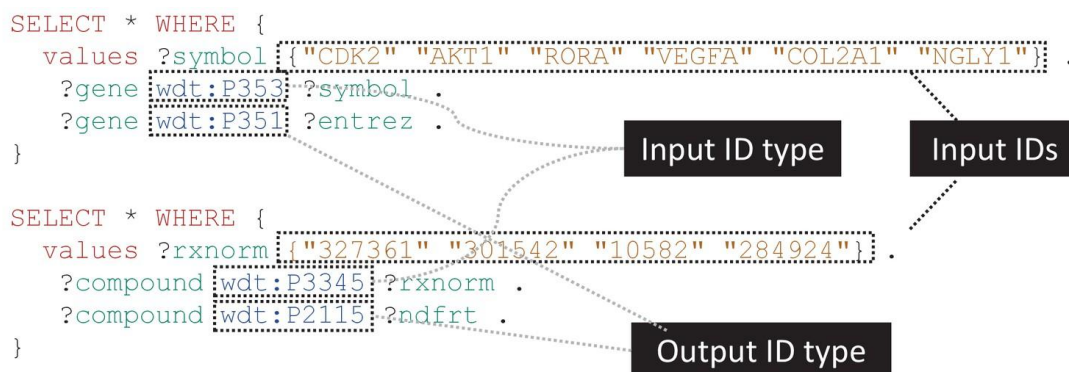 SELECT * WHERE {
values ?symbol {"CDK2" "AKT1" "RORA" "VEGFA" "COL2A1" "NGLY1"} .
?gene wdt:P353 ?symbol .
?gene wdt:P351 ?entrez .
}
Input ID type
Input IDs
SELECT * WHERE {
values ?rxnorm {"327361" "301542" "10582" "284924"} .
?compound wdt:P3345 ?rxnorm .
?compound wdt:P2115 ?ndfrt .
}
Output ID type